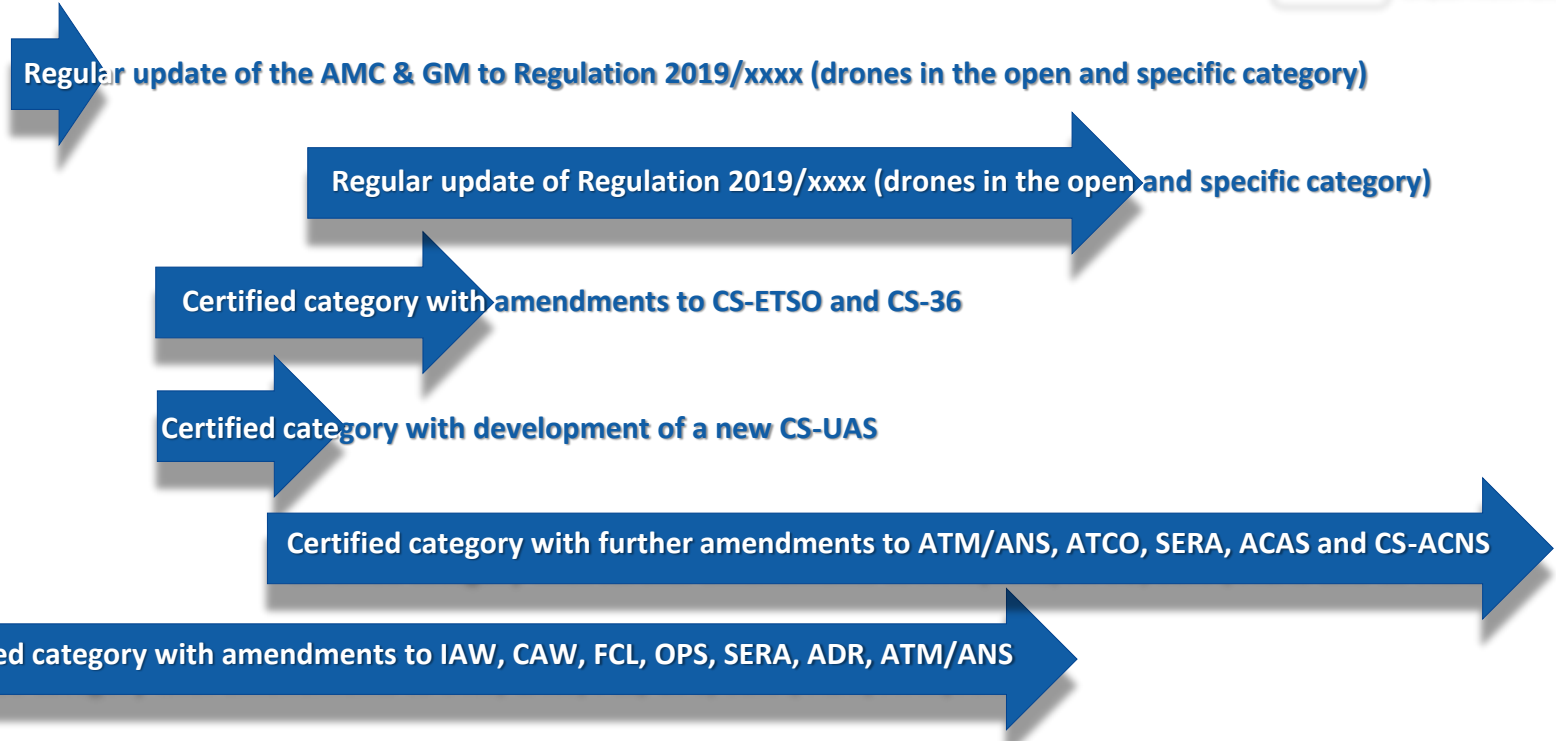 Regular update of the AMC & GM to Regulation 2019/xxxx (drones in the open and specific category)
Regular update of Regulation 2019/xxxx (drones in the open and specific category)
Certified category with amendments to CS-ETSO and CS-36
Certified category with development of a new CS-UAS
Certified category with further amendments to ATM/ANS, ATCO, SERA, ACAS and CS-ACNS
ed category with amendments to IAW, CAW, FCL, OPS, SERA, ADR, ATM/ANS